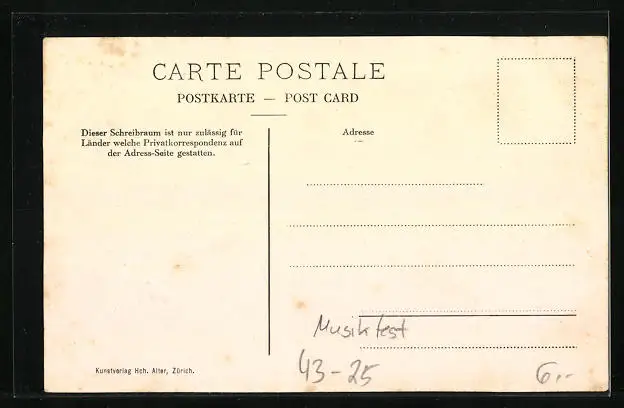 CARTE POSTALE
POSTKARTE — POST CARD
Dieser Schreibraum ist nur zulässig für
Länder welche Privatkorrespondenz auf
der Adress-Seite gestatten.
Adresse
Musikfest
43-25
6.-
Kunstverlag Hch. Alter, Zürich.